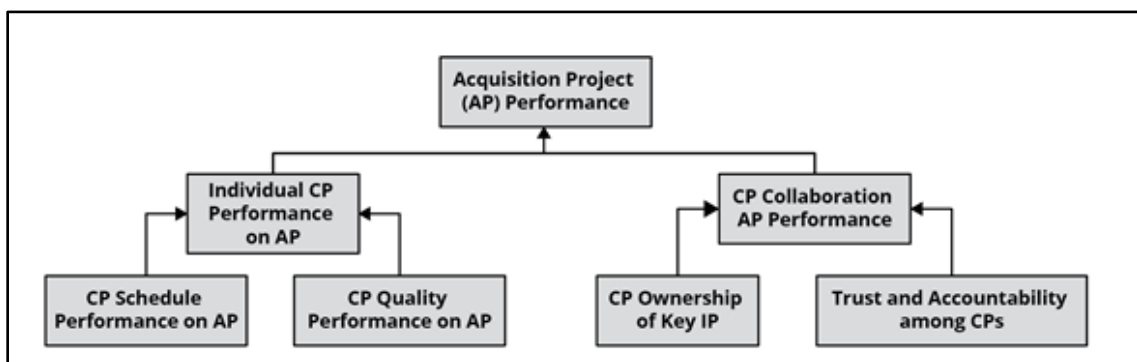 Acquisition Project
(AP) Performance
Individual CP
Performance
on AP
CP Collaboration
AP Performance
CP Schedule
Performance on AP
CP Quality
Performance on AP
CP Ownership
of Key IP
Trust and Accountability
among CPs